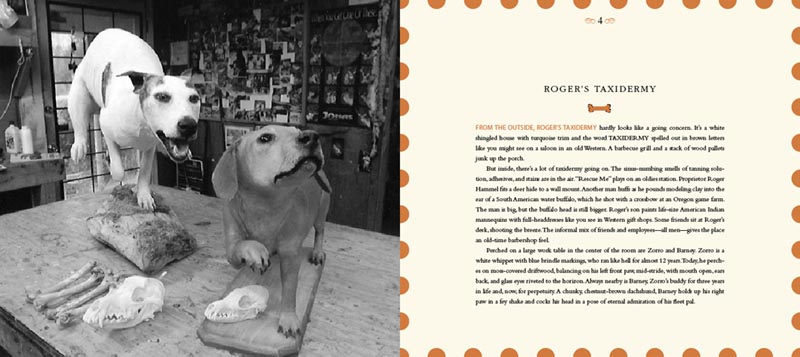 4
ROGER'S TAXIDERMY
FROM THE OUTSIDE, ROGER'S TAXIDERMY hardly looks like a going concern. It's a white
shingled house with turquoise trim and the word TAXIDERMY spelled out in brown letters
like you might see on a saloon in an old Western. A barbecue grill and a stack of wood pallets
junk up the porch.
But inside, there's a lot of taxidermy going on. The sinus-numbing smells of tanning solu-
tion, adhesives, and stains are in the air. "Rescue Me" plays on an oldies station. Proprietor Roger
Hammel fits a deer hide to a wall mount. Another man huffs as he pounds modeling clay into the
ear of a South American water buffalo, which he shot with a crossbow at an Oregon game farm.
The man is big, but the buffalo head is still bigger. Roger's son paints life-size American Indian
mannequins with full-headdresses like you see in Western gift shops. Some friends sit at Roger's
desk, shooting the breeze. The informal mix of friends and employees—all men—gives the place
an old-time barbershop feel.
Perched on a large work table in the center of the room are Zorro and Barney. Zorro is a
white whippet with blue brindle markings, who ran like hell for almost 12 years. Today, he perch-
es on moss-covered driftwood, balancing on his left front paw, mid-stride, with mouth open, ears
back, and glass eyes riveted to the horizon. Always nearby is Barney, Zorro's buddy for three years
in life and, now, for perpetuity. A chunky, chestnut-brown dachshund, Barney holds up his right
paw in a fey shake and cocks his head in a pose of eternal admiration of his fleet pal.